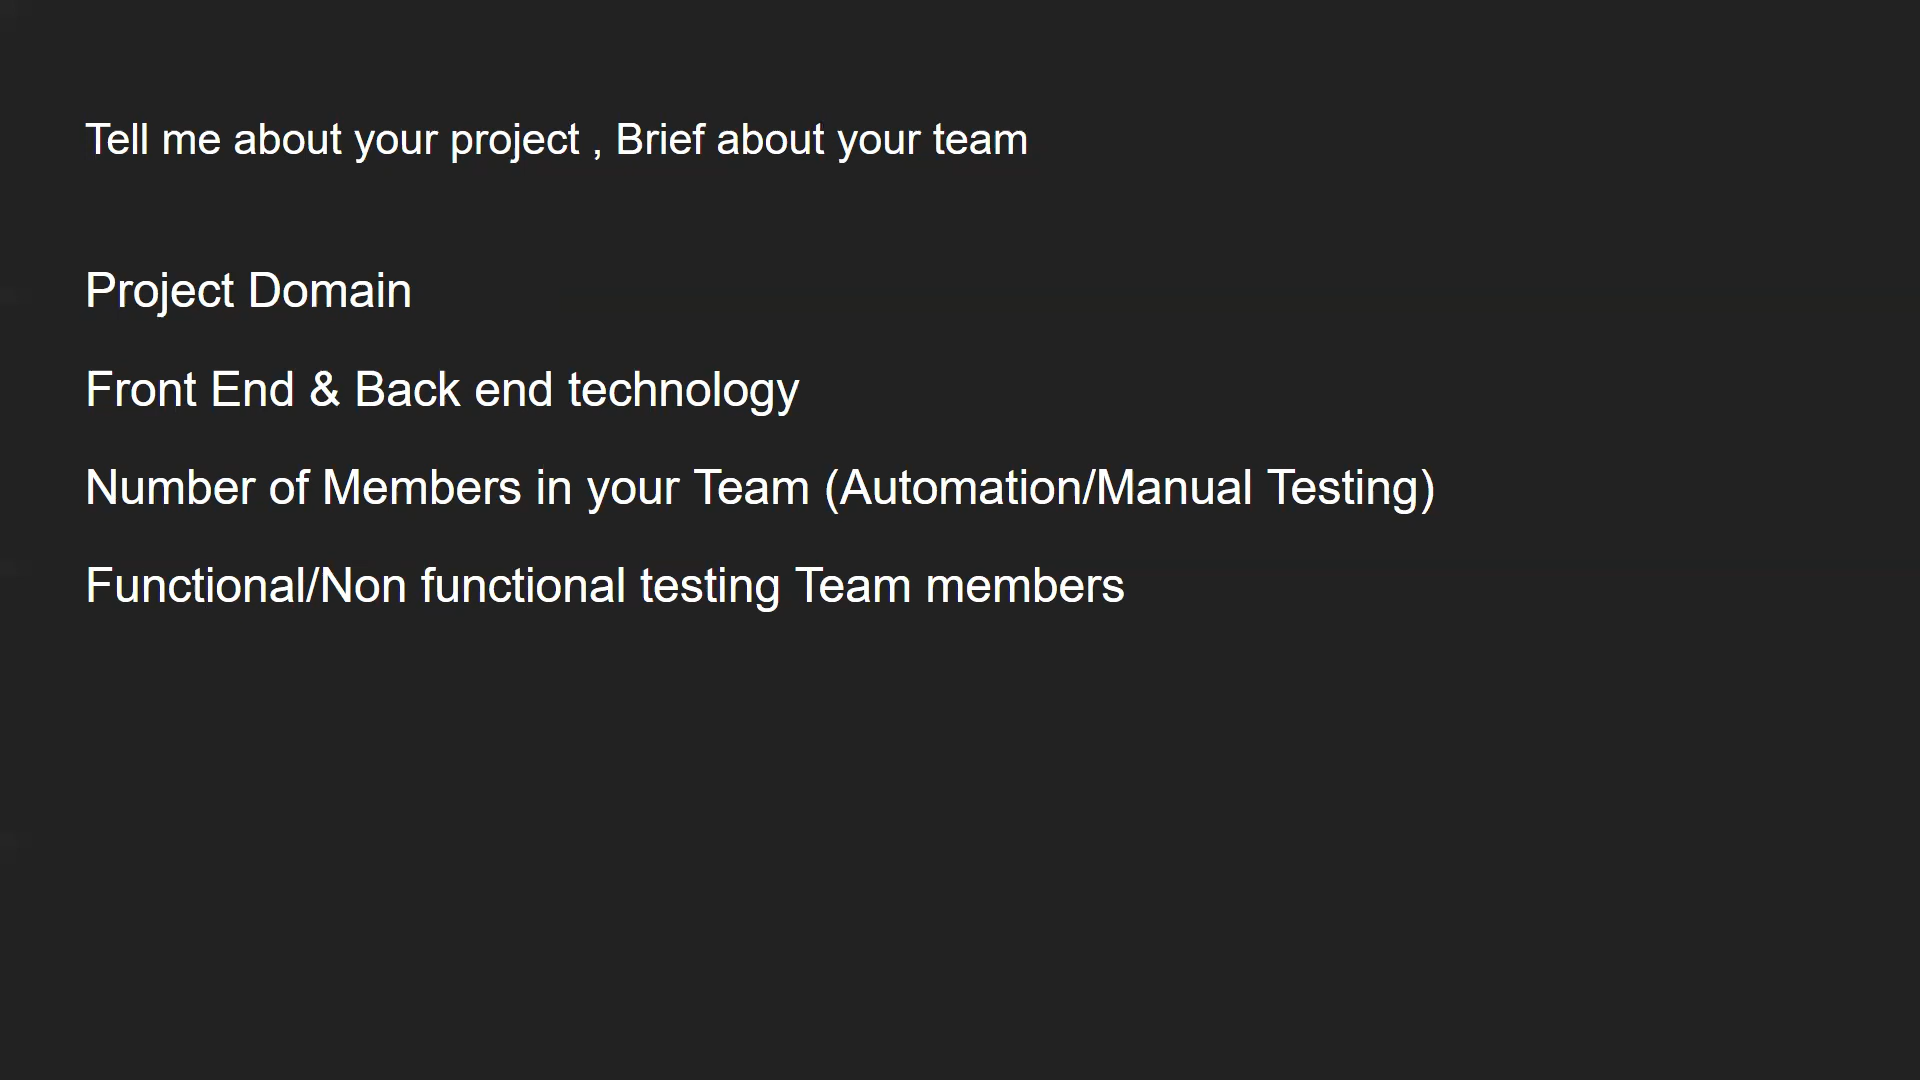 Tell me about your project , Brief about your team
Project Domain
Front End & Back end technology
Number of Members in your Team (Automation/Manual Testing)
Functional/Non functional testing Team members